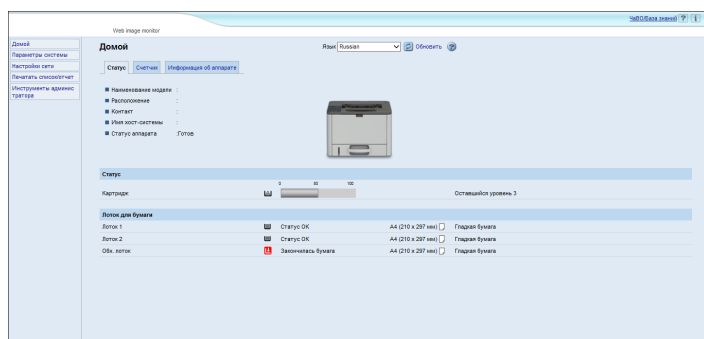 ЧаВО/База знаний ? i
Web image monitor
Домой
Параметры системы
Настройки сети
Печатать список/отчет
Инструменты админис
тратора
Домой
Язык Russian Обновить ?
Статус Счетчик Информация об аппарате
Наименование модели :
Расположение :
Контакт :
Имя хост-системы :
Статус аппарата :Готов
Статус
0 50 100
Картридж Оставшийся уровень 3
Лоток для бумаги
Лоток 1 Статус OK A4 (210 x 297 мм) Гладкая бумага
Лоток 2 Статус OK A4 (210 x 297 мм) Гладкая бумага
Обх. лоток Закончилась бумага A4 (210 x 297 мм) Гладкая бумага